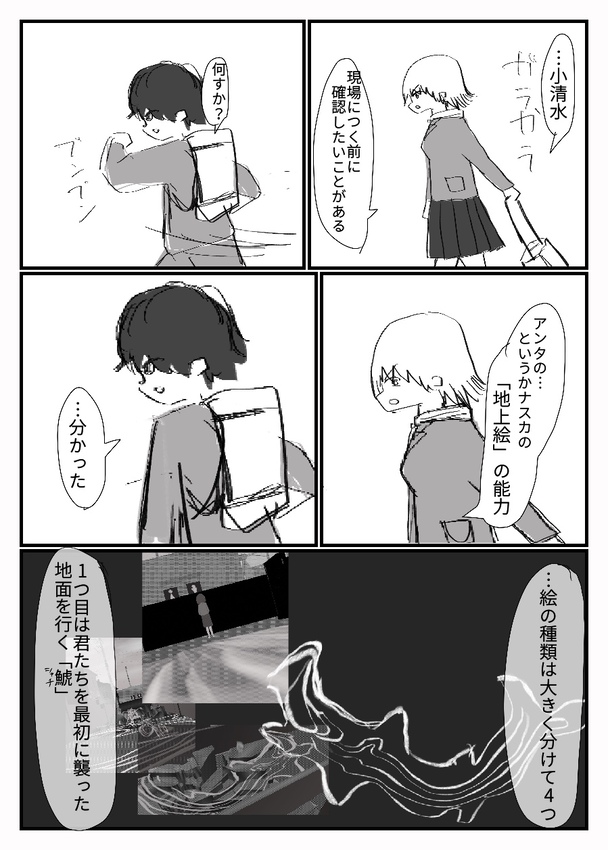 …小清水
ガラガラ
現場につく前に
確認したいことがある
何すか？
ブンブン
アンタの…
というかナスカの
「地上絵」の能力
…分かった
…絵の種類は大きく分けて4つ
1つ目は君たちを最初に襲った
地面を行く「鯱」
シャチ